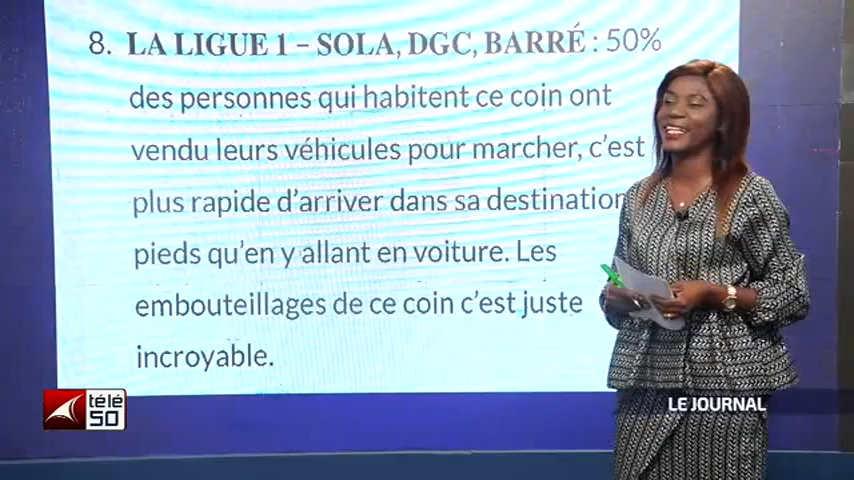 8. LA LIGUE 1 – SOLA, DGC, BARRÉ : 50%
des personnes qui habitent ce coin ont
vendu leurs véhicules pour marcher, c'est
plus rapide d'arriver dans sa destination
pieds qu'en y allant en voiture. Les
embouteillages de ce coin c'est juste
incroyable.
télé
50
LE JOURNAL